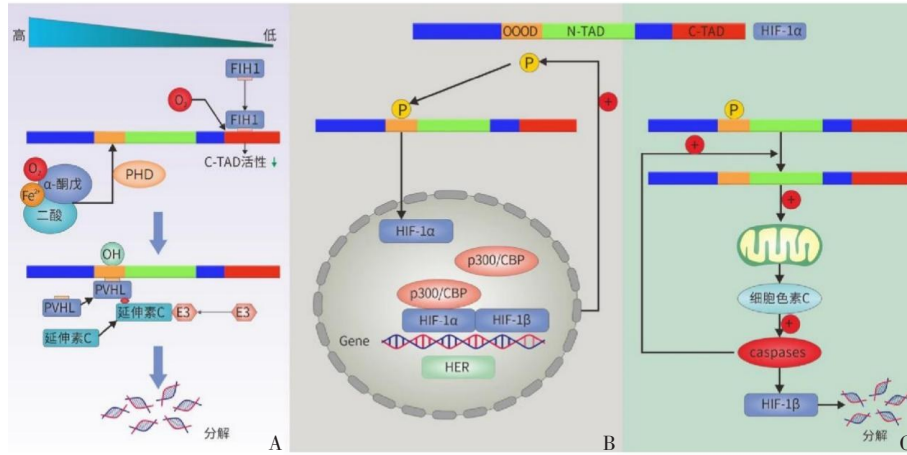 高
低
FIH1
O₂
FIH1
C-TAD活性
O₂
Fe²⁺
α-酮戊
二酸
PHD
OH
PVHL
PVHL
延伸素C
E3
E3
延伸素C
分解
A
OOOD
N-TAD
C-TAD
HIF-1α
P
P
+
HIF-1α
p300/CBP
p300/CBP
HIF-1α
HIF-1β
Gene
HER
B
P
+
+
细胞色素C
+
caspases
HIF-1β
分解
C